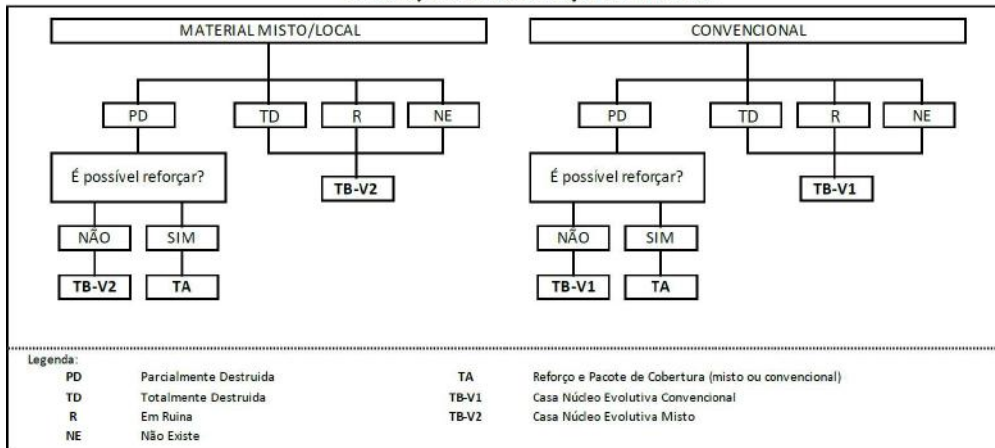 MATERIAL MISTO/LOCAL
PD
TD
R
NE
É possível reforçar?
TB-V2
NÃO
SIM
TB-V2
TA
CONVENCIONAL
PD
TD
R
NE
É possível reforçar?
TB-V1
NÃO
SIM
TB-V1
TA
Legenda:
PD Parcialmente Destruida
TD Totalmente Destruida
R Em Ruina
NE Não Existe
TA Reforço e Pacote de Cobertura (misto ou convencional)
TB-V1 Casa Núcleo Evolutiva Convencional
TB-V2 Casa Núcleo Evolutiva Misto